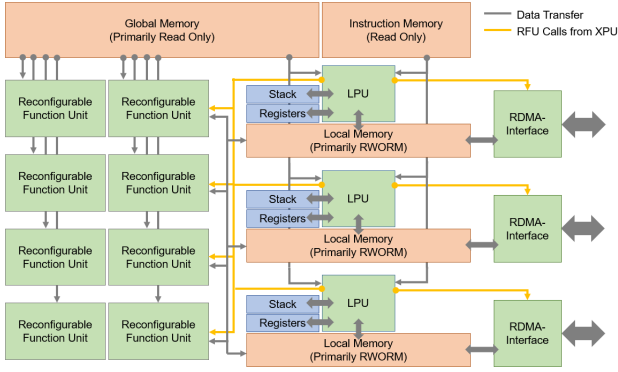 Global Memory
(Primarily Read Only)
Instruction Memory
(Read Only)
Data Transfer
RFU Calls from XPU
Reconfigurable
Function Unit
Reconfigurable
Function Unit
Stack
Registers
LPU
Local Memory
(Primarily RWORM)
RDMA-
Interface
Reconfigurable
Function Unit
Reconfigurable
Function Unit
Stack
Registers
LPU
Local Memory
(Primarily RWORM)
RDMA-
Interface
Reconfigurable
Function Unit
Reconfigurable
Function Unit
Stack
Registers
LPU
Local Memory
(Primarily RWORM)
RDMA-
Interface
Reconfigurable
Function Unit
Reconfigurable
Function Unit